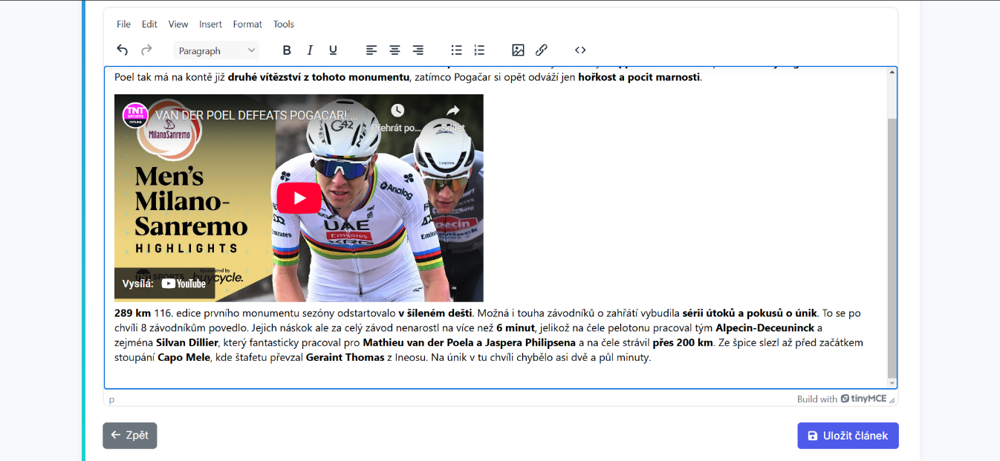 File Edit View Insert Format Tools
Paragraph B I U
Poel tak má na kontě již druhé vítězství z tohoto monumentu, zatímco Pogačar si opět odváží jen hořkost a pocit marnosti.
TNT SPORTS CYCLING
VAN DER POEL DEFEATS POGACAR! ...
Přehrát po... Sdílet
MilanoSanremo
G42
Men's
Milano-
Sanremo
HIGHLIGHTS
Analog
UAE
Emirates
XRG
Sponsored by
buycycle.
TNT SPORTS
Vysílá: YouTube
289 km 116. edice prvního monumentu sezóny odstartovalo v šíleném dešti. Možná i touha závodníků o zahřátí vybudila sérii útoků a pokusů o únik. To se po
chvíli 8 závodníkům povedlo. Jejich náskok ale za celý závod nenarostl na více než 6 minut, jelikož na čele pelotonu pracoval tým Alpecin-Deceuninck a
zejména Silvan Dillier, který fantasticky pracoval pro Mathieu van der Poela a Jaspera Philipsena a na čele strávil přes 200 km. Ze špice slezl až před začátkem
stoupání Capo Mele, kde štafetu převzal Geraint Thomas z Ineosu. Na únik v tu chvíli chybělo asi dvě a půl minuty.
p
Build with tinyMCE
Zpět
Uložit článek